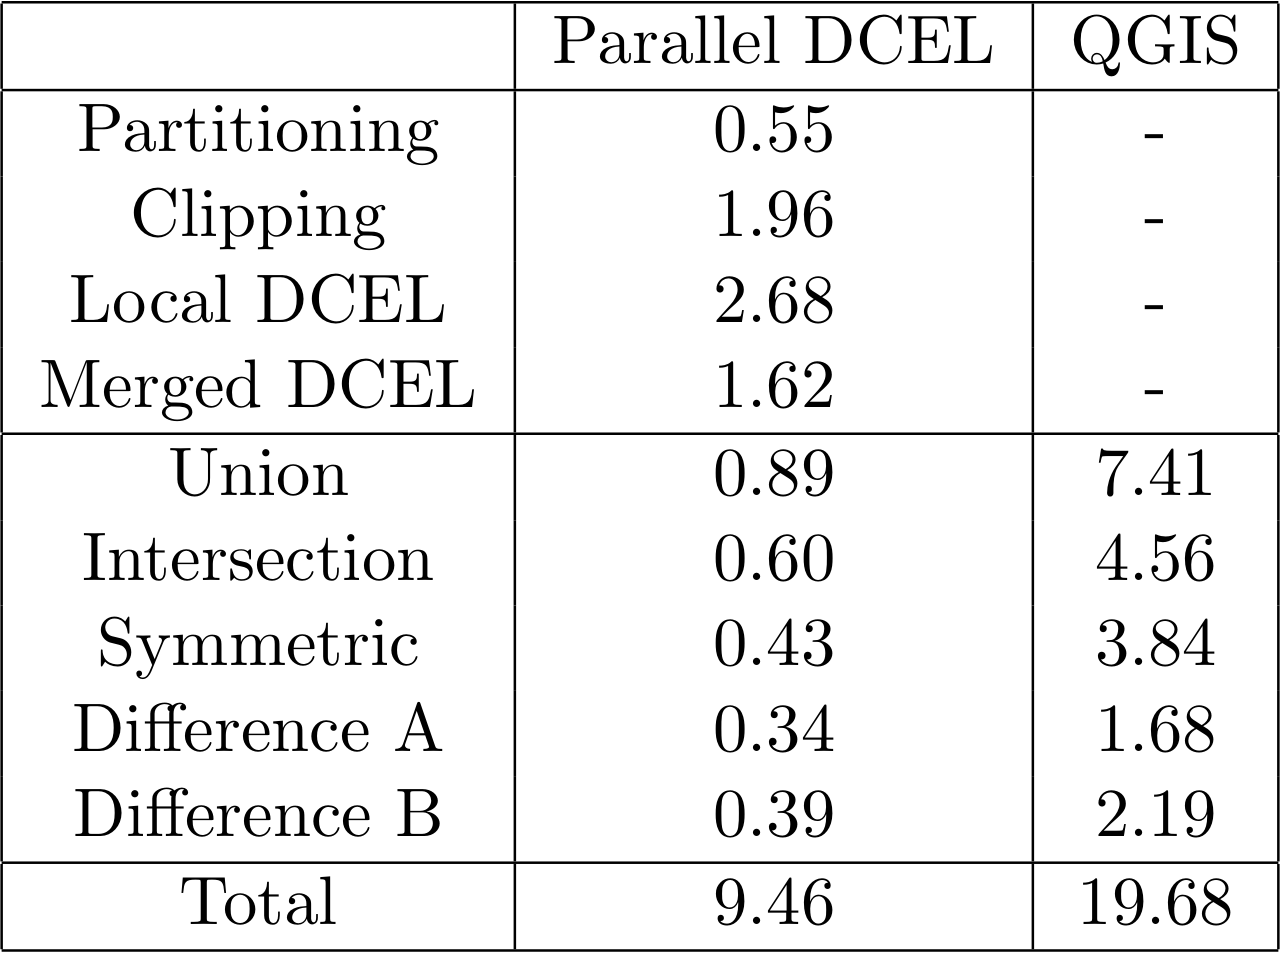 Parallel DCEL QGIS
Partitioning 0.55 -
Clipping 1.96 -
Local DCEL 2.68 -
Merged DCEL 1.62 -
Union 0.89 7.41
Intersection 0.60 4.56
Symmetric 0.43 3.84
Difference A 0.34 1.68
Difference B 0.39 2.19
Total 9.46 19.68